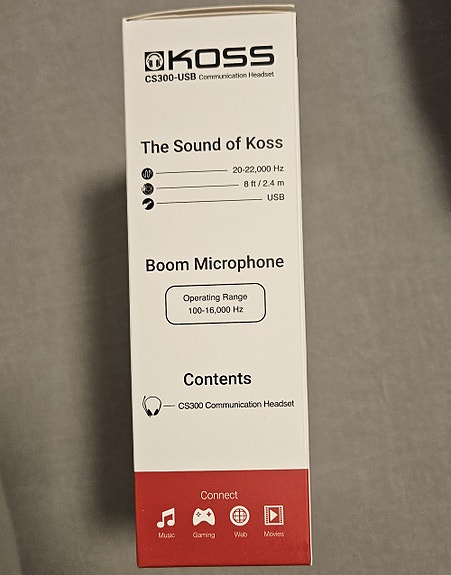 KOSS
CS300-USB Communication Headset
The Sound of Koss
20-22,000 Hz
8 ft / 2.4 m
USB
Boom Microphone
Operating Range
100-16,000 Hz
Contents
CS300 Communication Headset
Connect
Music Gaming Web Movies